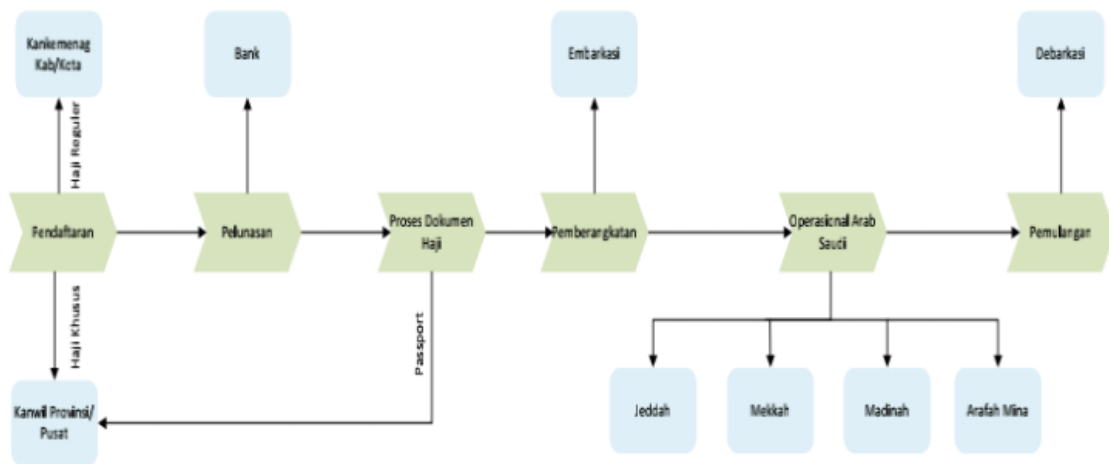 Kankemenag
Kab/Kota
Bank
Embarkasi
Debarkasi
Haji Reguler
Pendaftaran
Pelunasan
Proses Dokumen
Haji
Pemberangkatan
Operasional Arab
Saudi
Pemulangan
Haji Khusus
Passport
Kanwil Provinsi/
Pusat
Jeddah
Mekkah
Madinah
Arafah Mina